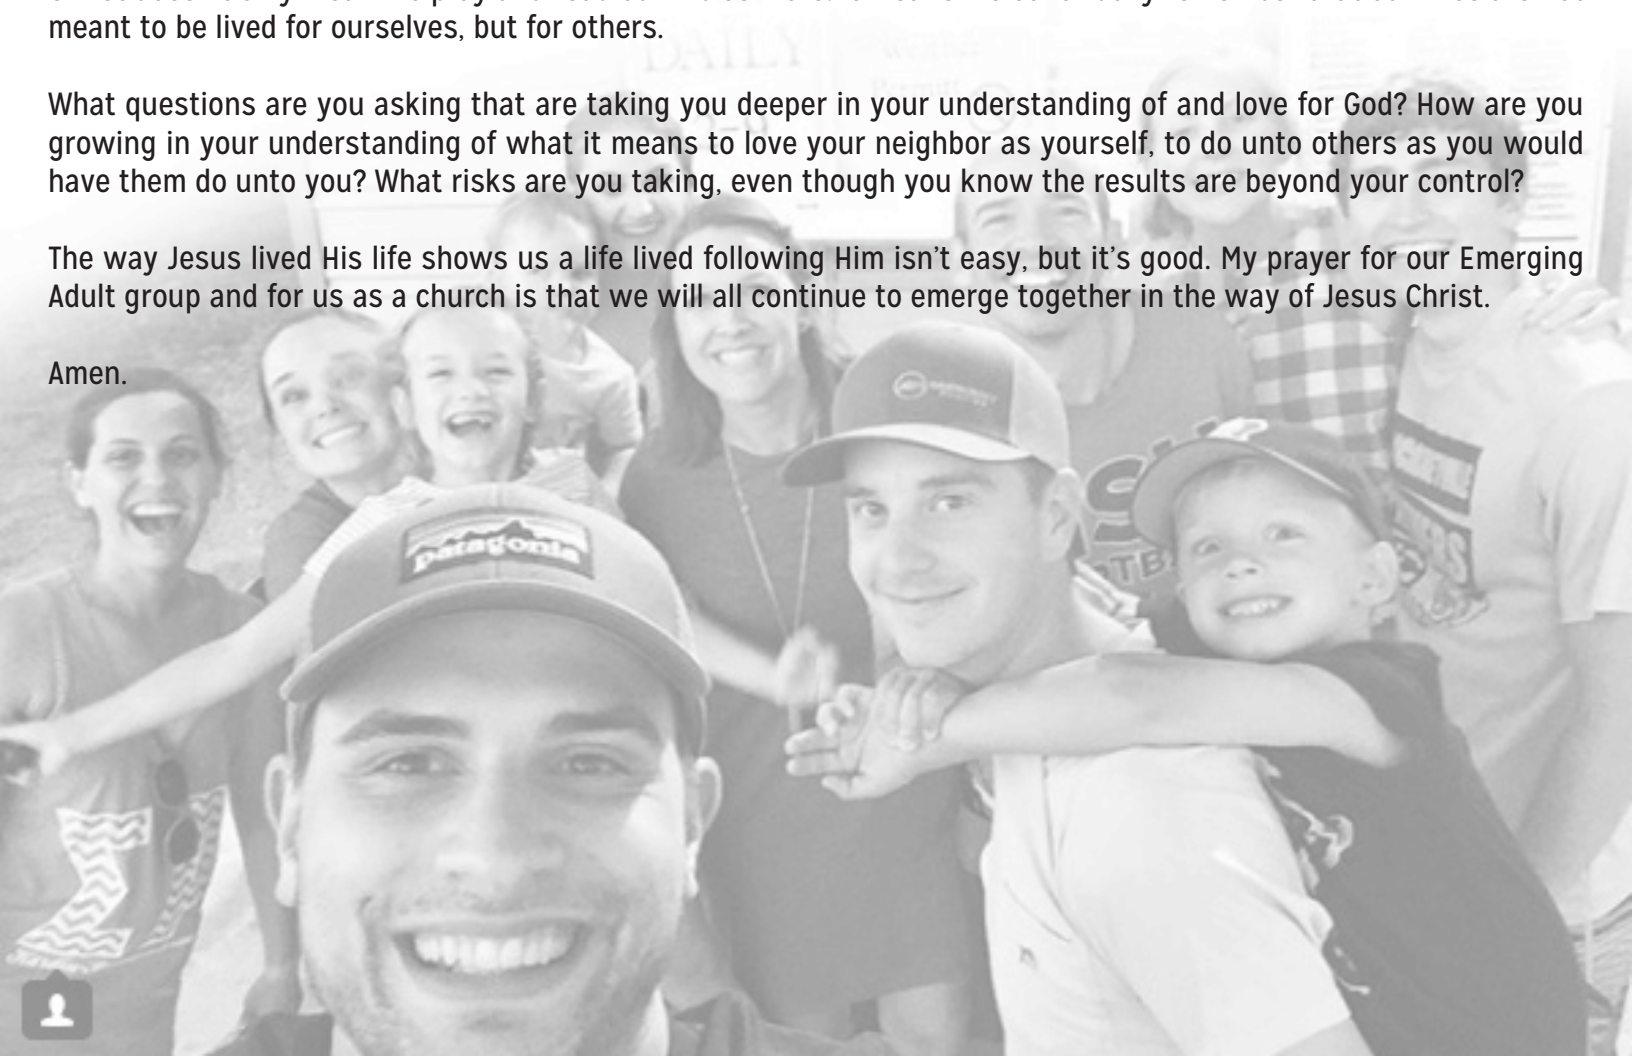 meant to be lived for ourselves, but for others.
DAILY
Weather
Permitt
What questions are you asking that are taking you deeper in your understanding of and love for God? How are you
growing in your understanding of what it means to love your neighbor as yourself, to do unto others as you would
have them do unto you? What risks are you taking, even though you know the results are beyond your control?
The way Jesus lived His life shows us a life lived following Him isn’t easy, but it’s good. My prayer for our Emerging
Adult group and for us as a church is that we will all continue to emerge together in the way of Jesus Christ.
Amen.
patagonia